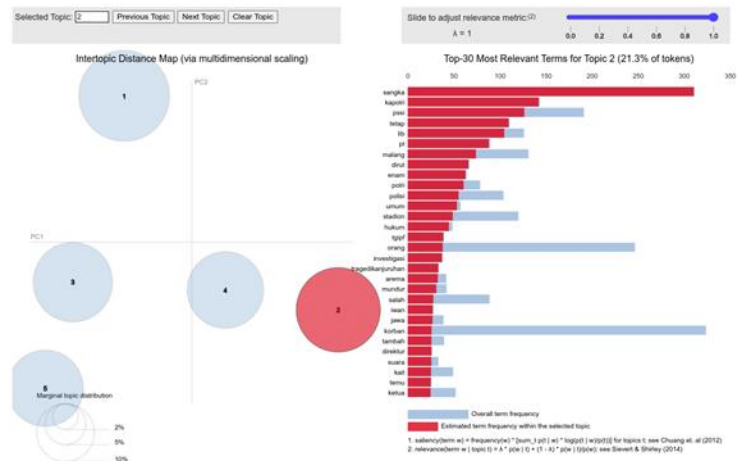 Selected Topic: 2 Previous Topic Next Topic Clear Topic
Slide to adjust relevance metric:(2)
λ = 1
0.0 0.2 0.4 0.6 0.8 1.0
Intertopic Distance Map (via multidimensional scaling)
PC2
PC1
1
3
4
2
5
Marginal topic distribution
2%
5%
10%
Top-30 Most Relevant Terms for Topic 2 (21.3% of tokens)
0 50 100 150 200 250 300 350
sangka
kapolri
pssi
tetap
lib
pt
malang
dirut
enam
polri
polisi
umum
stadion
hukum
tgipf
orang
investigasi
tragedikanjuruhan
arema
mundur
salah
iwan
jawa
korban
tambah
direktur
suara
kait
temu
ketua
Overall term frequency
Estimated term frequency within the selected topic
1. saliency(term w) = frequency(w) * [sum_t p(t | w) * log(p(t | w)/p(t))] for topics t; see Chuang et. al (2012)
2. relevance(term w | topic t) = λ * p(w | t) + (1 - λ) * p(w | t)/p(w); see Sievert & Shirley (2014)